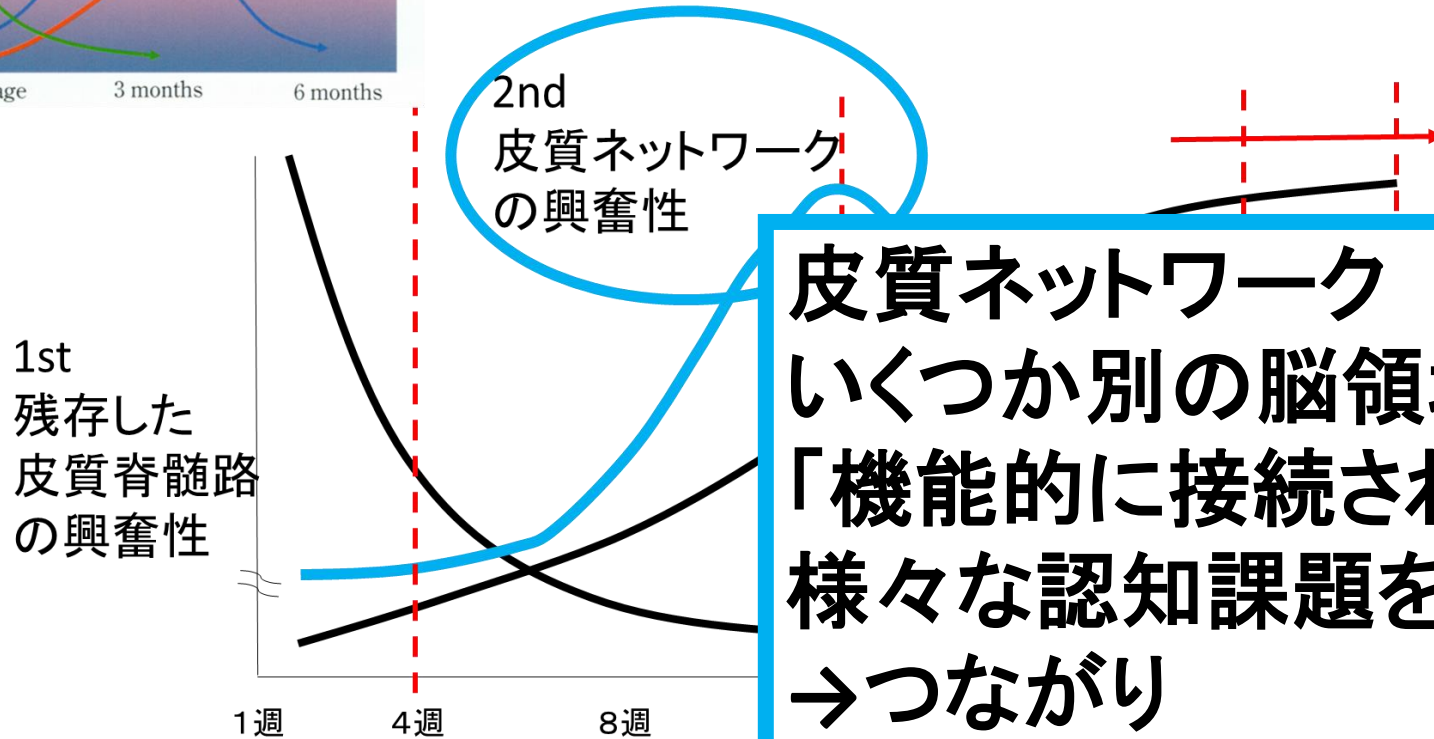 3 months
6 months
2nd
皮質ネットワーク
の興奮性
1st
残存した
皮質脊髄路
の興奮性
皮質ネットワーク
いくつか別の脳領
「機能的に接続され
様々な認知課題を
→つながり
1週
4週
8週